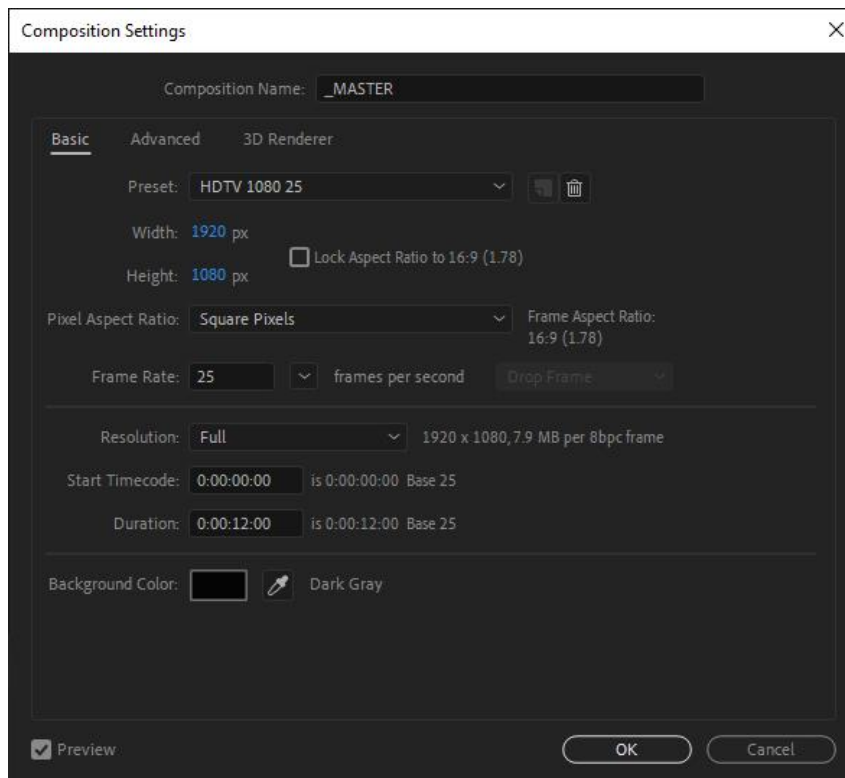 Composition Settings
Composition Name: _MASTER
Basic Advanced 3D Renderer
Preset: HDTV 1080 25
Width: 1920 px
Lock Aspect Ratio to 16:9 (1.78)
Height: 1080 px
Pixel Aspect Ratio: Square Pixels Frame Aspect Ratio:
16:9 (1.78)
Frame Rate: 25 frames per second Drop Frame
Resolution: Full 1920 x 1080, 7.9 MB per 8bpc frame
Start Timecode: 0:00:00:00 is 0:00:00:00 Base 25
Duration: 0:00:12:00 is 0:00:12:00 Base 25
Background Color: Dark Gray
Preview OK Cancel